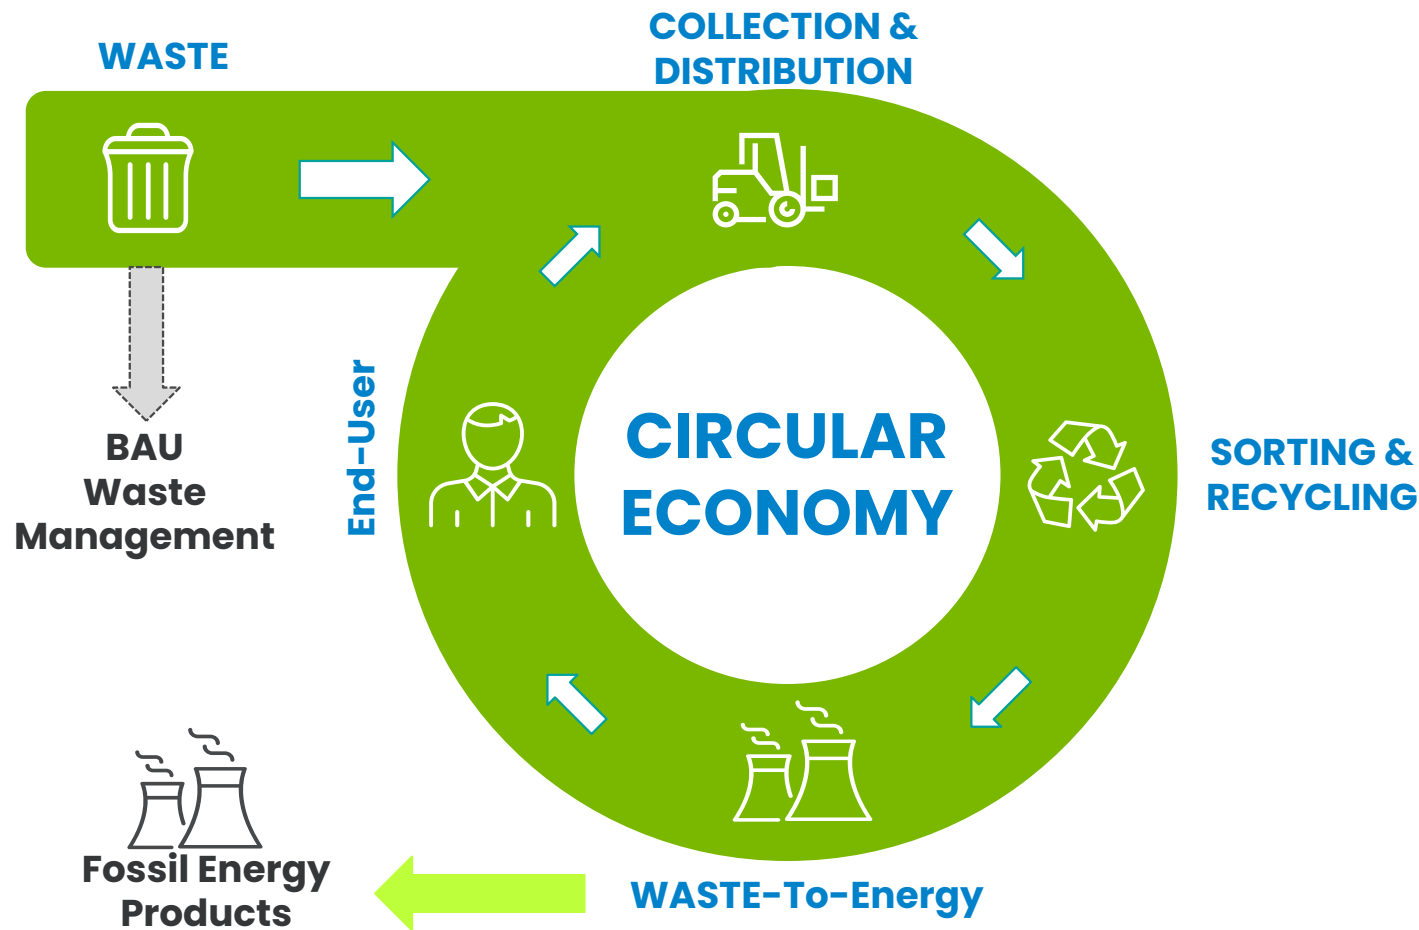 WASTE
COLLECTION &
DISTRIBUTION
End-User
CIRCULAR
ECONOMY
SORTING &
RECYCLING
BAU
Waste
Management
Fossil Energy
Products
WASTE-To-Energy